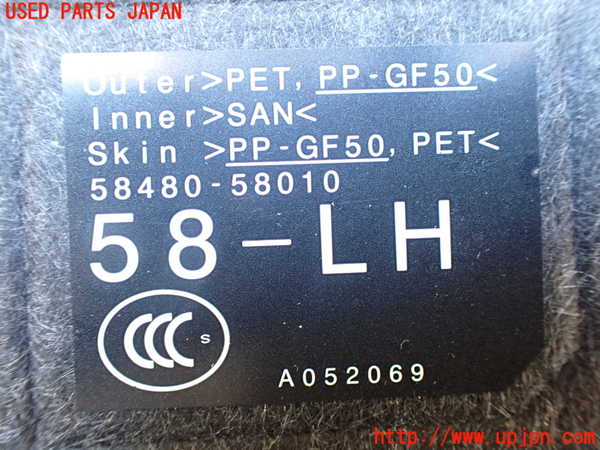 USED PARTS JAPAN
Outer>PET, PP-GF50<
Inner>SAN<
Skin >PP-GF50, PET<
58480-58010
58-LH
CCC S
A052069
http://www.upjpn.com/